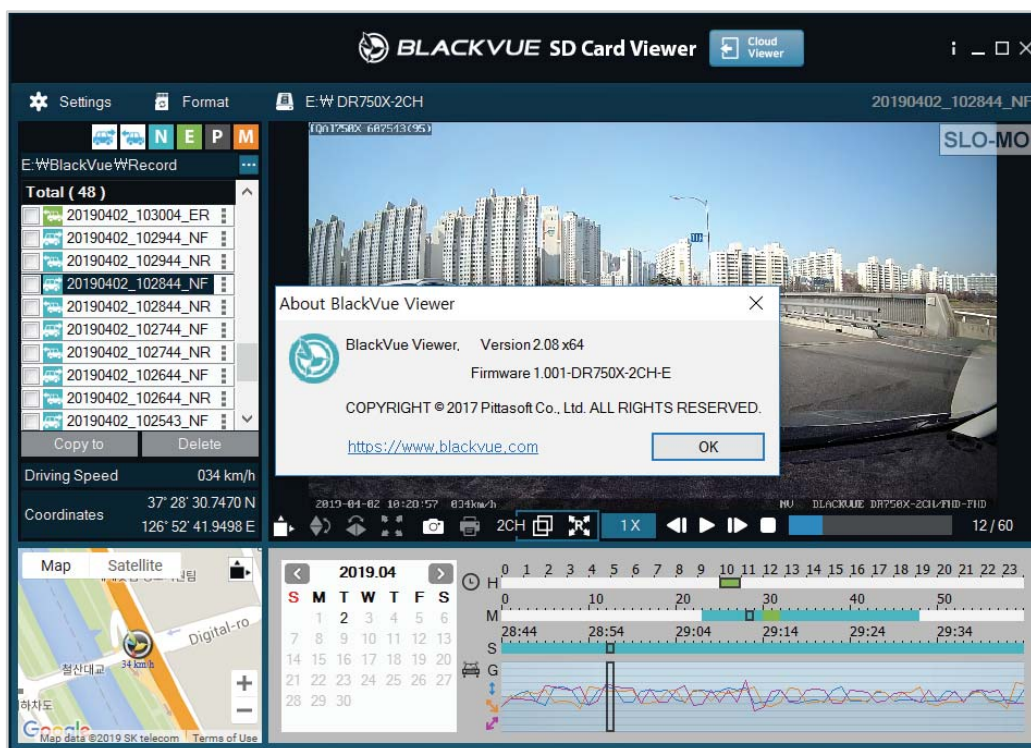 BLACKVUE SD Card Viewer
Cloud Viewer
Settings
Format
E:₩ DR750X-2CH
20190402_102844_NF
N E P M
E:₩BlackVue₩Record
Total ( 48 )
20190402_103004_ER
20190402_102944_NF
20190402_102944_NR
20190402_102844_NF
20190402_102844_NR
20190402_102744_NF
20190402_102744_NR
20190402_102644_NF
20190402_102644_NR
20190402_102543_NF
Copy to
Delete
Driving Speed 034 km/h
Coordinates
37° 28' 30.7470 N
126° 52' 41.9498 E
SLO-MO
About BlackVue Viewer
BlackVue Viewer, Version 2.08 x64
Firmware 1.001-DR750X-2CH-E
COPYRIGHT © 2017 Pittasoft Co., Ltd. ALL RIGHTS RESERVED.
https://www.blackvue.com
OK
034km/h
DLACKVUE DR750X-2CH/FHD-FHD
2CH
R
1X
12 / 60
Map
Satellite
Digital-ro
철산대교
34 km/h
하차도
Google
Map data ©2019 SK telecom
Terms of Use
2019.04
S M T W T F S
1 2 3 4 5 6
7 8 9 10 11 12 13
14 15 16 17 18 19 20
21 22 23 24 25 26 27
28 29 30
H
0 1 2 3 4 5 6 7 8 9 10 11 12 13 14 15 16 17 18 19 20 21 22 23
M
0 10 20 30 40 50
S
28:44 28:54 29:04 29:14 29:24 29:34
G